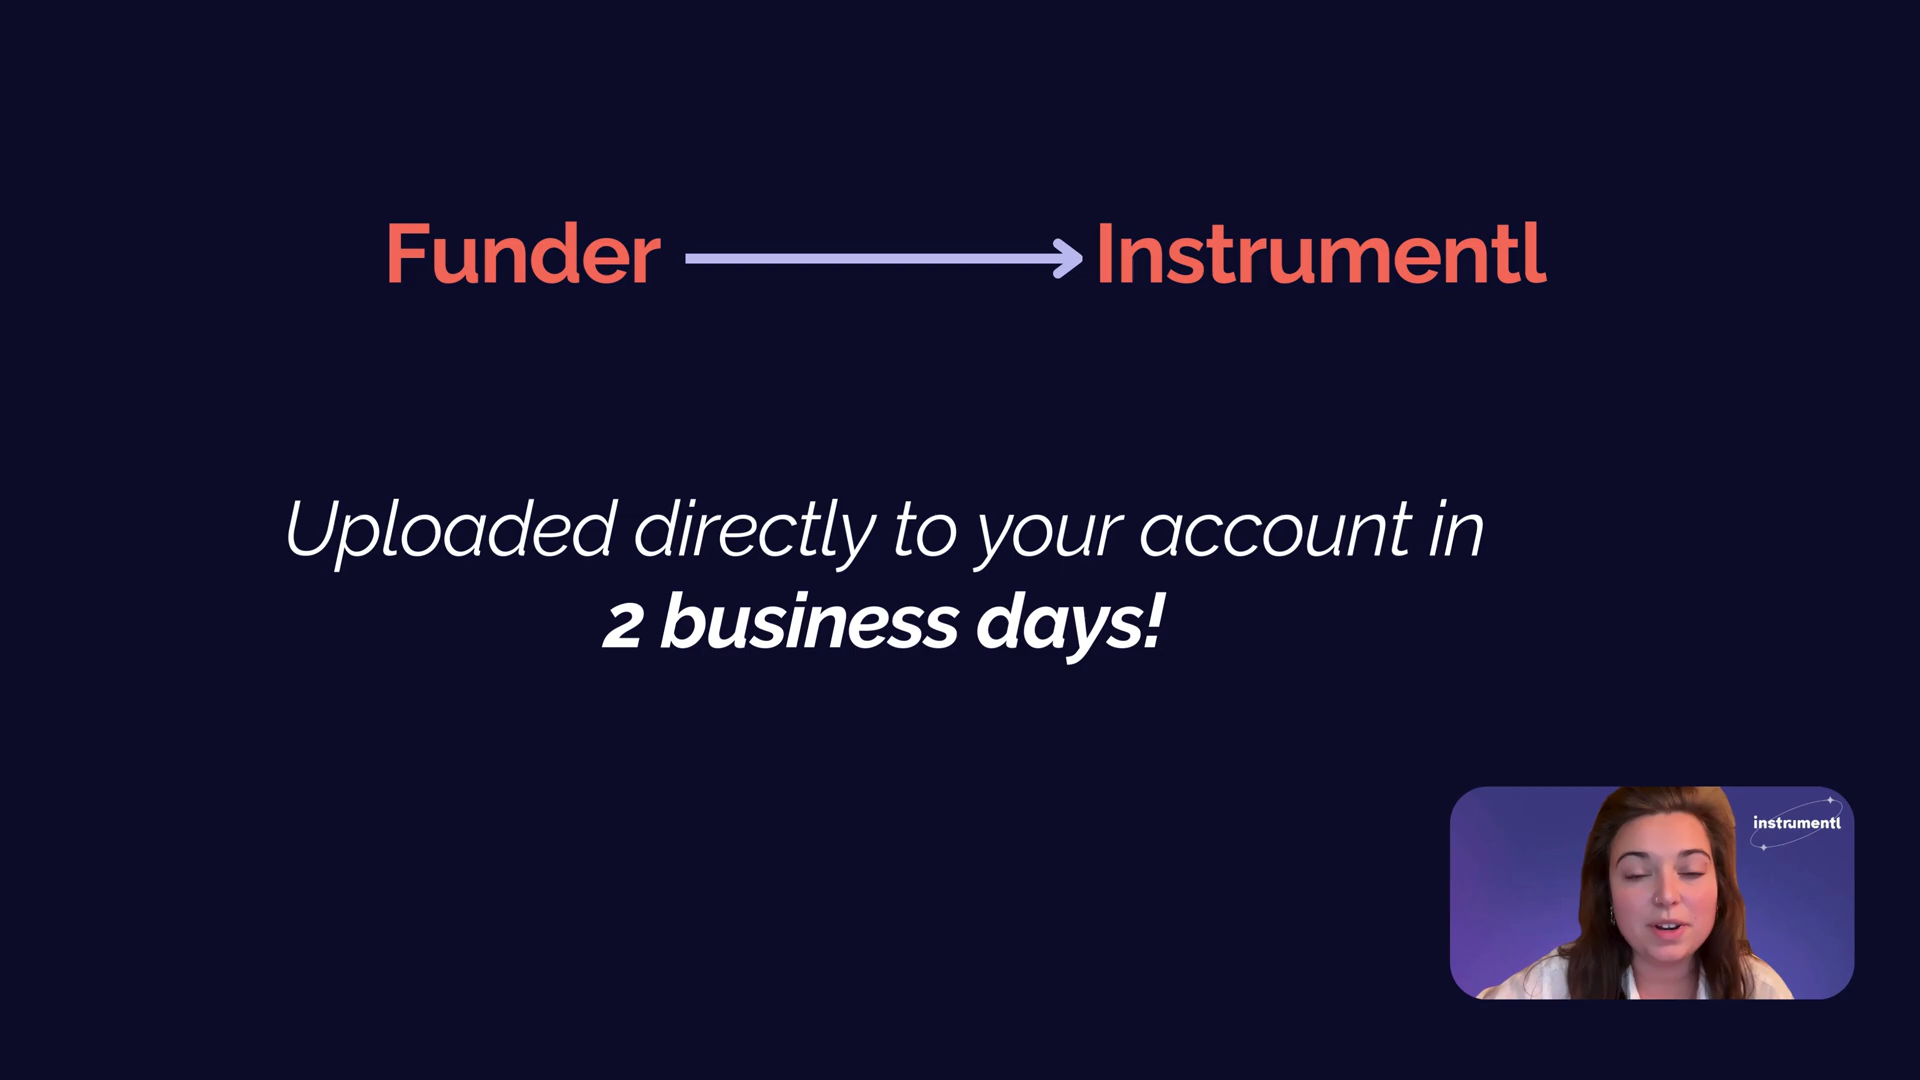 Funder
Instrumentl
Uploaded directly to your account in
2 business days!
instrumentl